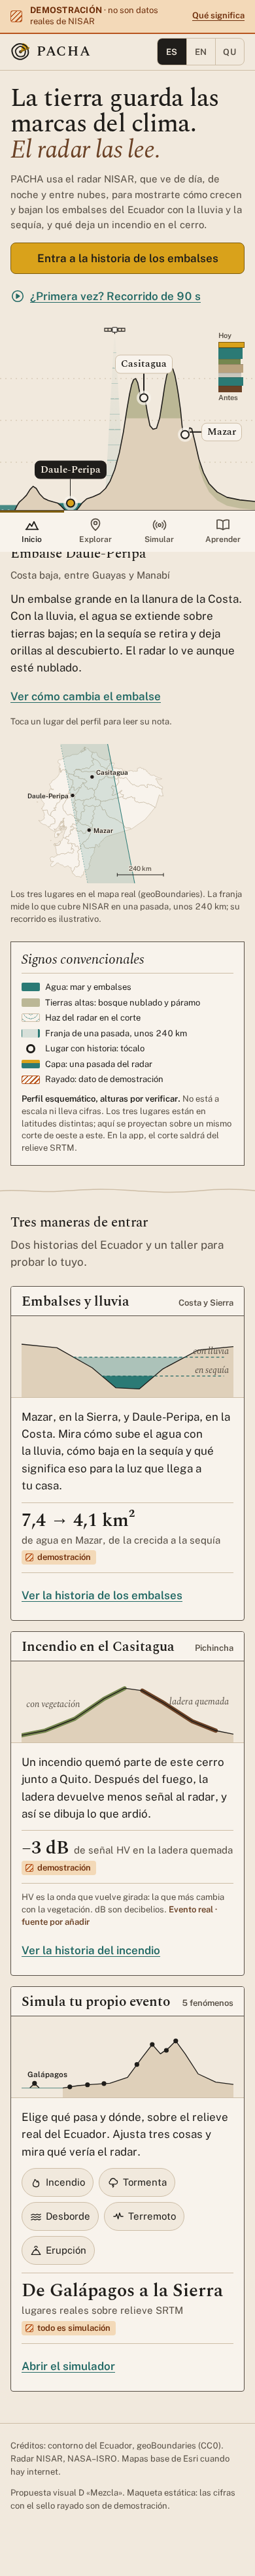 DEMOSTRACIÓN · no son datos
reales de NISAR
Qué significa
PACHA
ES EN QU
La tierra guarda las
marcas del clima.
El radar las lee.
PACHA usa el radar NISAR, que ve de día, de
noche y entre nubes, para mostrarte cómo crecen
y bajan los embalses del Ecuador con la lluvia y la
sequía, y qué deja un incendio en el cerro.
Entra a la historia de los embalses
¿Primera vez? Recorrido de 90 s
Hoy
Casitagua
Antes
Mazar
Daule-Peripa
Inicio Explorar Simular Aprender
Embalse Daule-Peripa
Costa baja, entre Guayas y Manabí
Un embalse grande en la llanura de la Costa.
Con la lluvia, el agua se extiende sobre
tierras bajas; en la sequía se retira y deja
orillas al descubierto. El radar lo ve aunque
esté nublado.
Ver cómo cambia el embalse
Toca un lugar del perfil para leer su nota.
Casitagua
Daule-Peripa
Mazar
240 km
Los tres lugares en el mapa real (geoBoundaries). La franja
mide lo que cubre NISAR en una pasada, unos 240 km; su
recorrido es ilustrativo.
Signos convencionales
Agua: mar y embalses
Tierras altas: bosque nublado y páramo
Haz del radar en el corte
Franja de una pasada, unos 240 km
Lugar con historia: tócalo
Capa: una pasada del radar
Rayado: dato de demostración
Perfil esquemático, alturas por verificar. No está a
escala ni lleva cifras. Los tres lugares están en
latitudes distintas; aquí se proyectan sobre un mismo
corte de oeste a este. En la app, el corte saldrá del
relieve SRTM.
Tres maneras de entrar
Dos historias del Ecuador y un taller para
probar lo tuyo.
Embalses y lluvia Costa y Sierra
con lluvia
en sequía
Mazar, en la Sierra, y Daule-Peripa, en la
Costa. Mira cómo sube el agua con
la lluvia, cómo baja en la sequía y qué
significa eso para la luz que llega a
tu casa.
7,4 → 4,1 km²
de agua en Mazar, de la crecida a la sequía
demostración
Ver la historia de los embalses
Incendio en el Casitagua Pichincha
con vegetación
ladera quemada
Un incendio quemó parte de este cerro
junto a Quito. Después del fuego, la
ladera devuelve menos señal al radar, y
así se dibuja lo que ardió.
−3 dB de señal HV en la ladera quemada
demostración
HV es la onda que vuelve girada: la que más cambia
con la vegetación. dB son decibelios. Evento real ·
fuente por añadir
Ver la historia del incendio
Simula tu propio evento 5 fenómenos
Galápagos
Elige qué pasa y dónde, sobre el relieve
real del Ecuador. Ajusta tres cosas y
mira qué vería el radar.
Incendio Tormenta
Desborde Terremoto
Erupción
De Galápagos a la Sierra
lugares reales sobre relieve SRTM
todo es simulación
Abrir el simulador
Créditos: contorno del Ecuador, geoBoundaries (CC0).
Radar NISAR, NASA–ISRO. Mapas base de Esri cuando
hay internet.
Propuesta visual D «Mezcla». Maqueta estática: las cifras
con el sello rayado son de demostración.